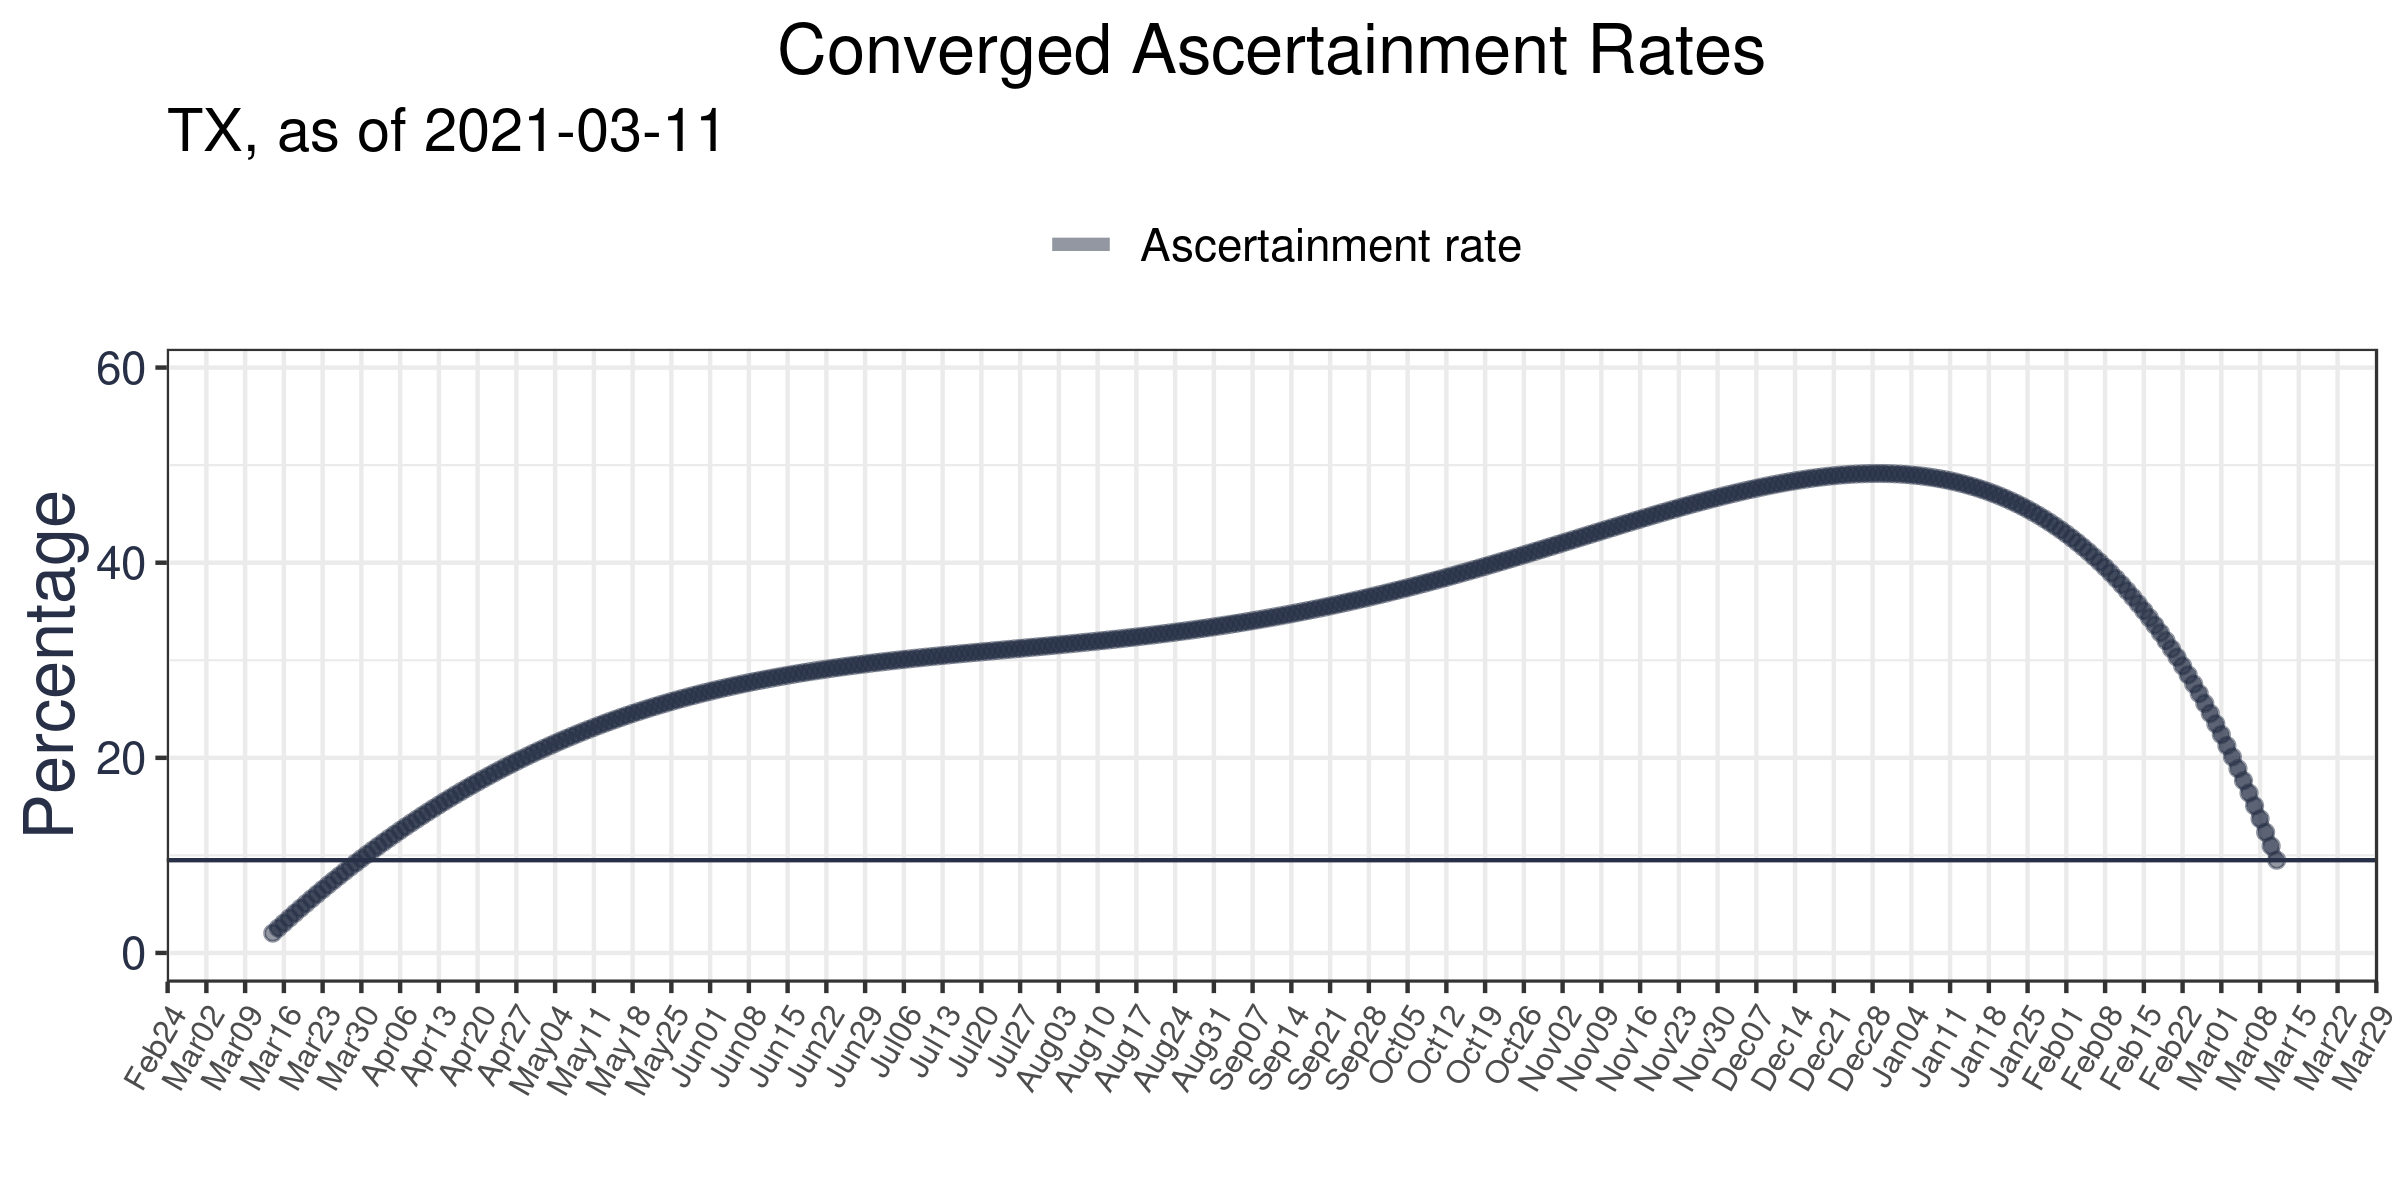 Converged Ascertainment Rates
TX, as of 2021-03-11
Ascertainment rate
Percentage
60
40
20
0
Feb24
Mar02
Mar09
Mar16
Mar23
Mar30
Apr06
Apr13
Apr20
Apr27
May04
May11
May18
May25
Jun01
Jun08
Jun15
Jun22
Jun29
Jul06
Jul13
Jul20
Jul27
Aug03
Aug10
Aug17
Aug24
Aug31
Sep07
Sep14
Sep21
Sep28
Oct05
Oct12
Oct19
Oct26
Nov02
Nov09
Nov16
Nov23
Nov30
Dec07
Dec14
Dec21
Dec28
Jan04
Jan11
Jan18
Jan25
Feb01
Feb08
Feb15
Feb22
Mar01
Mar08
Mar15
Mar22
Mar29